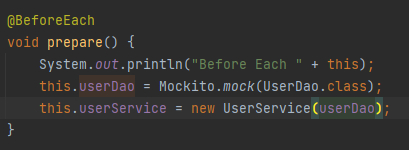 @BeforeEach
void prepare() {
    System.out.println("Before Each " + this);
    this.userDao = Mockito.mock(UserDao.class);
    this.userService = new UserService(userDao);
}